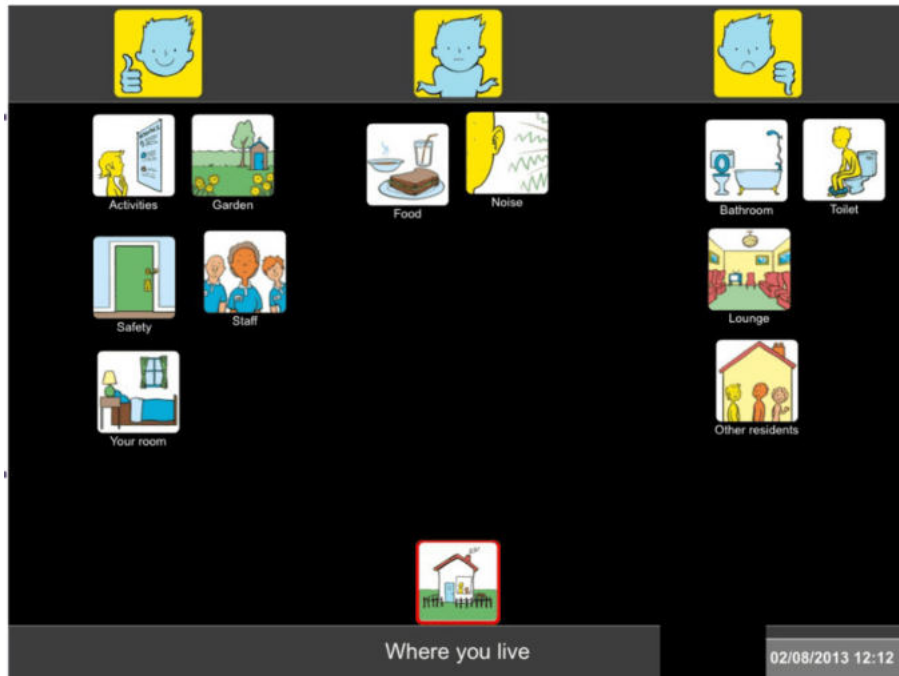 Activities
Garden
Food
Noise
Bathroom
Toilet
Safety
Staff
Lounge
Your room
Other residents
Where you live
02/08/2013 12:12